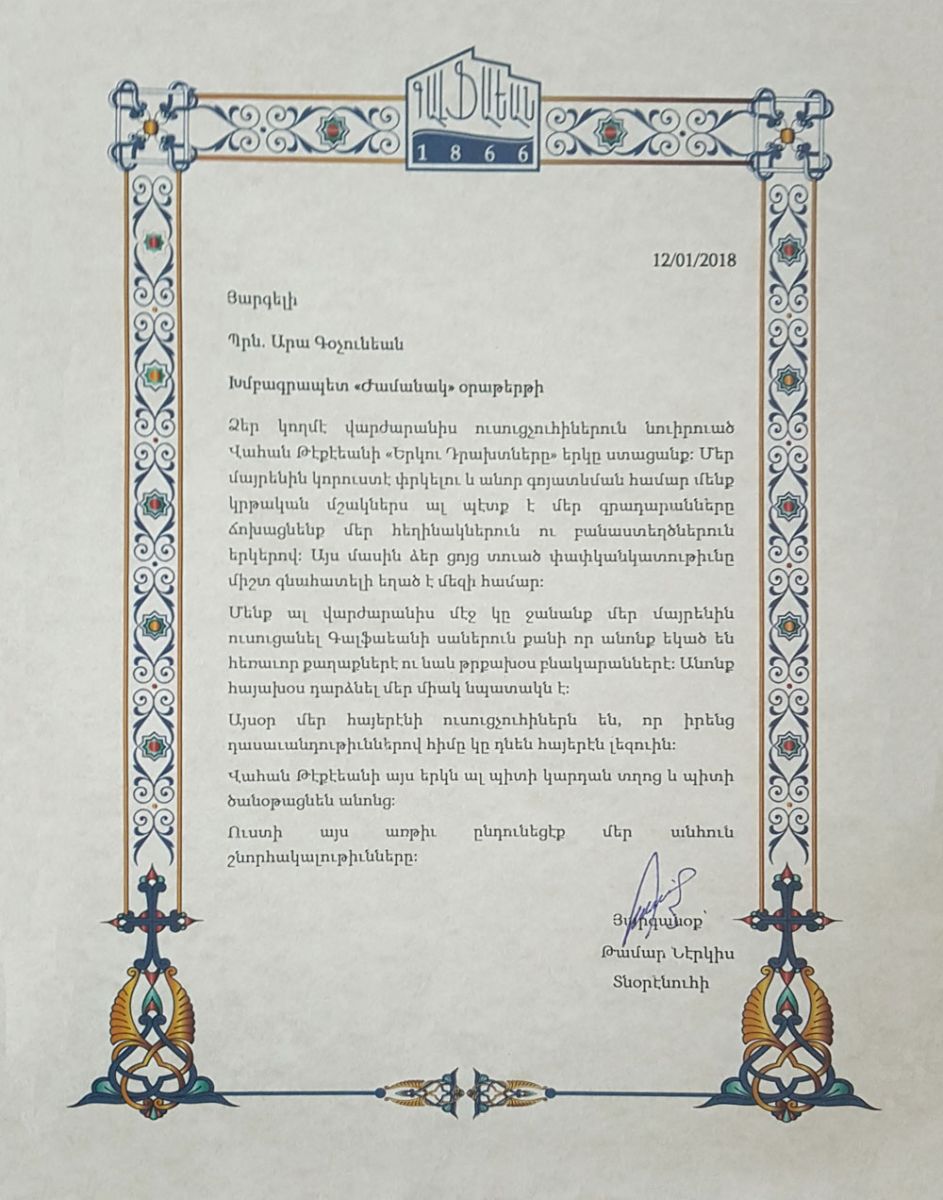 ԳԱԼՖԱԵԱՆ
1866
12/01/2018
Յարգելի
Պրն. Արա Գօչունեան
Խմբագրապետ «Ժամանակ» օրաթերթի
Ձեր կողմէ վարժարանիս ուսուցչուհիներուն նուիրուած
Վահան Թէքէեանի «Երկու Դրախտները» երկը ստացանք։ Մեր
մայրենին կորուստէ փրկելու և անոր գոյատևման համար մենք
կրթական մշակներս ալ պէտք է մեր գրադարանները
ճոխացնենք մեր հեղինակներուն ու բանաստեղծներուն
երկերով։ Այս մասին ձեր ցոյց տուած փափկանկատութիւնը
միշտ գնահատելի եղած է մեզի համար։
Մենք ալ վարժարանիս մէջ կը ջանանք մեր մայրենին
ուսուցանել Գալֆաեանի սաներուն քանի որ անոնք եկած են
հեռաւոր քաղաքներէ ու նաև թրքախօս բնակարաններէ։ Անոնք
հայախօս դարձնել մեր միակ նպատակն է։
Այսօր մեր հայերէնի ուսուցչուհիներն են, որ իրենց
դասաւանդութիւններով հիմը կը դնեն հայերէն լեզուին։
Վահան Թէքէեանի այս երկն ալ պիտի կարդան տղոց և պիտի
ծանօթացնեն անոնց։
Ուստի այս առթիւ ընդունեցէք մեր անհուն
շնորհակալութիւնները։
Յարգանօք՝
Թամար Ներկիս
Տնօրէնուհի